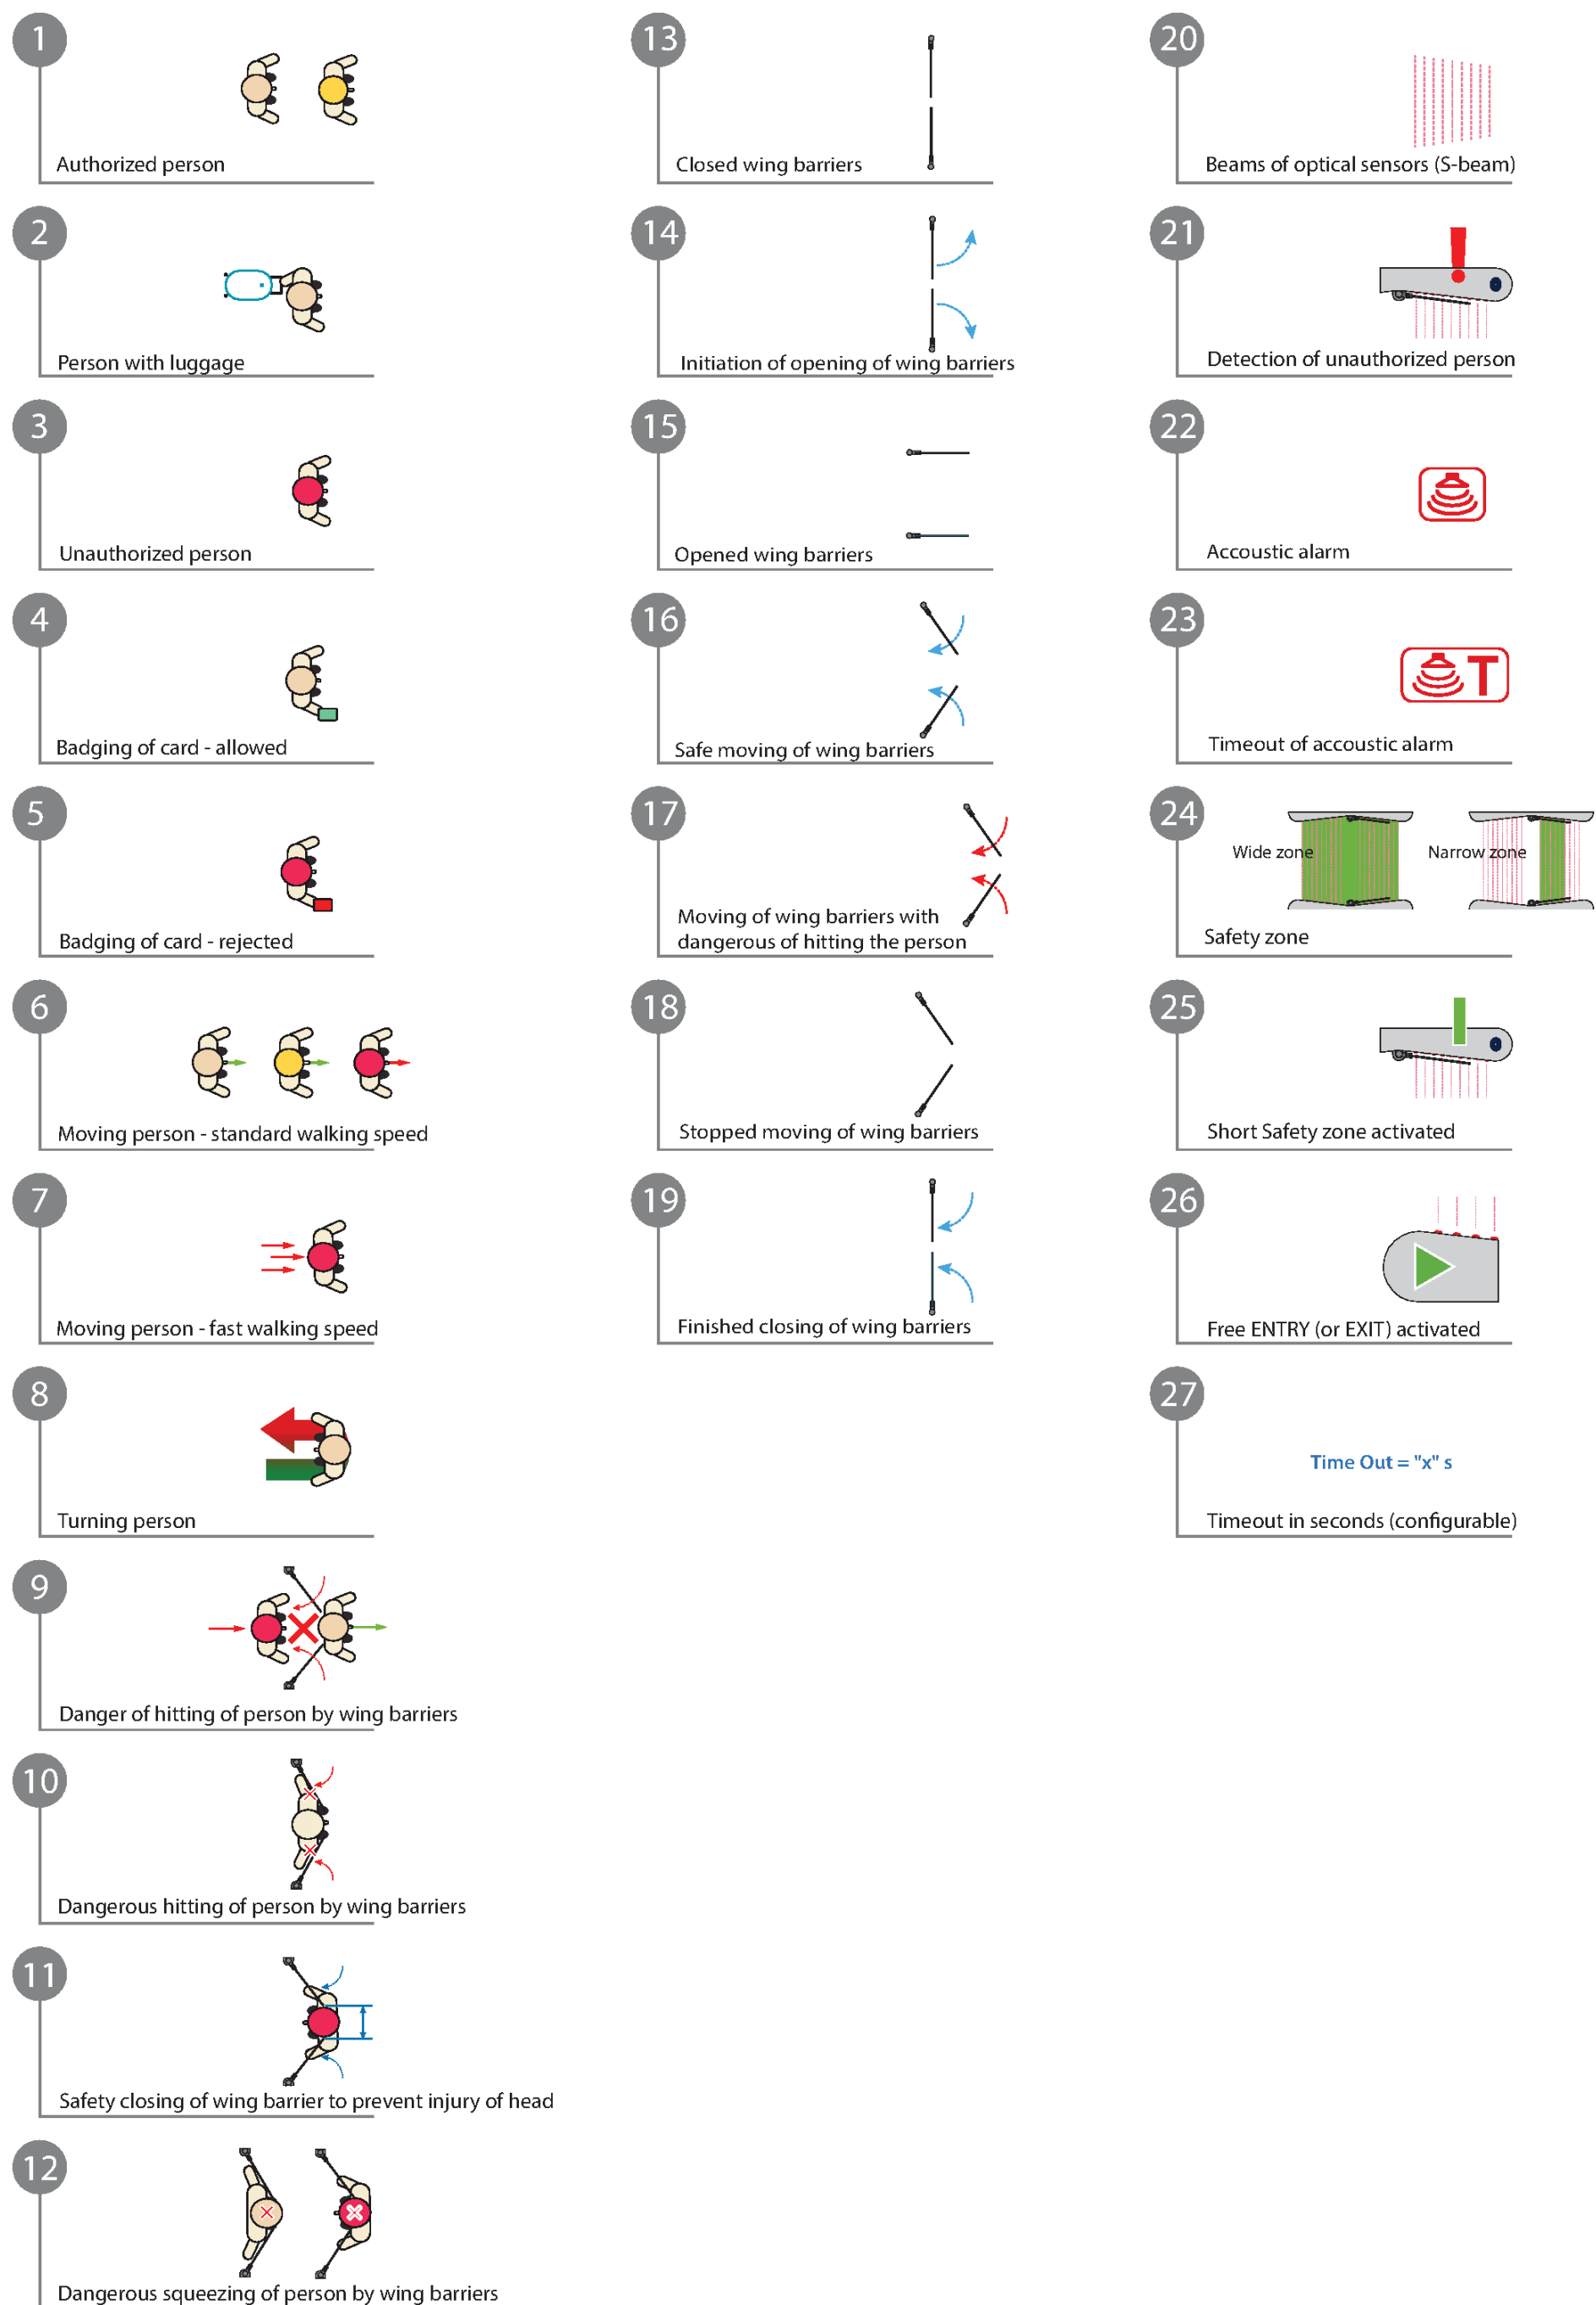 1
Authorized person
2
Person with luggage
3
Unauthorized person
4
Badging of card - allowed
5
Badging of card - rejected
6
Moving person - standard walking speed
7
Moving person - fast walking speed
8
Turning person
9
Danger of hitting of person by wing barriers
10
Dangerous hitting of person by wing barriers
11
Safety closing of wing barrier to prevent injury of head
12
Dangerous squeezing of person by wing barriers
13
Closed wing barriers
14
Initiation of opening of wing barriers
15
Opened wing barriers
16
Safe moving of wing barriers
17
Moving of wing barriers with
dangerous of hitting the person
18
Stopped moving of wing barriers
19
Finished closing of wing barriers
20
Beams of optical sensors (S-beam)
21
Detection of unauthorized person
22
Accoustic alarm
23
T
Timeout of accoustic alarm
24
Wide zone
Narrow zone
Safety zone
25
Short Safety zone activated
26
Free ENTRY (or EXIT) activated
27
Time Out = "x" s
Timeout in seconds (configurable)